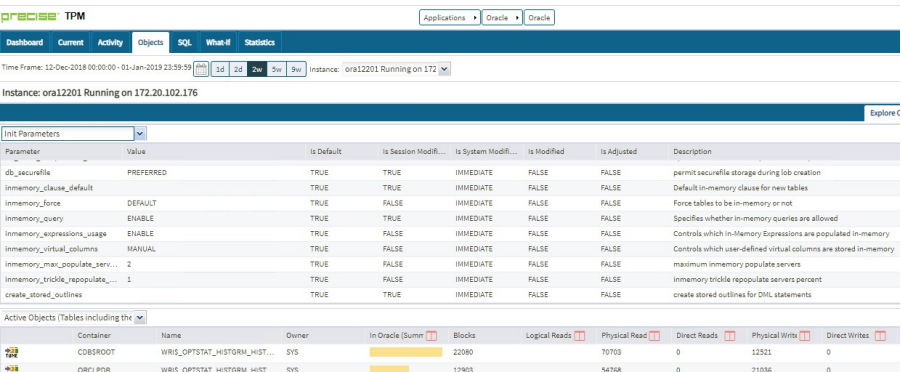 precise TPM
Applications Oracle Oracle
Dashboard Current Activity Objects SQL What-If Statistics
Time Frame: 12-Dec-2018 00:00:00 - 01-Jan-2019 23:59:59 1d 2d 2w 5w 9w Instance: ora12201 Running on 172
Instance: ora12201 Running on 172.20.102.176
Explore
Init Parameters
Parameter Value Is Default Is Session Modifi... Is System Modifi... Is Modified Is Adjusted Description
db_securefile PREFERRED TRUE TRUE IMMEDIATE FALSE FALSE permit securefile storage during lob creation
inmemory_clause_default TRUE TRUE IMMEDIATE FALSE FALSE Default in-memory clause for new tables
inmemory_force DEFAULT TRUE FALSE IMMEDIATE FALSE FALSE Force tables to be in-memory or not
inmemory_query ENABLE TRUE TRUE IMMEDIATE FALSE FALSE Specifies whether in-memory queries are allowed
inmemory_expressions_usage ENABLE TRUE FALSE IMMEDIATE FALSE FALSE Controls which In-Memory Expressions are populated in-memory
inmemory_virtual_columns MANUAL TRUE FALSE IMMEDIATE FALSE FALSE Controls which user-defined virtual columns are stored in-memory
inmemory_max_populate_serv... 2 TRUE FALSE IMMEDIATE FALSE FALSE maximum inmemory populate servers
inmemory_trickle_repopulate_... 1 TRUE FALSE IMMEDIATE FALSE FALSE inmemory trickle repopulate servers percent
create_stored_outlines TRUE TRUE IMMEDIATE FALSE FALSE create stored outlines for DML statements
Active Objects (Tables including the
Container Name Owner In Oracle (Summ Blocks Logical Reads Physical Read Direct Reads Physical Write Direct Writes
CDB$ROOT WRI$_OPTSTAT_HISTGRM_HIST... SYS 22080 70703 0 12521 0
ORCLPDB WRI$_OPTSTAT_HISTGRM_HIST SYS 12903 54768 0 21036 0